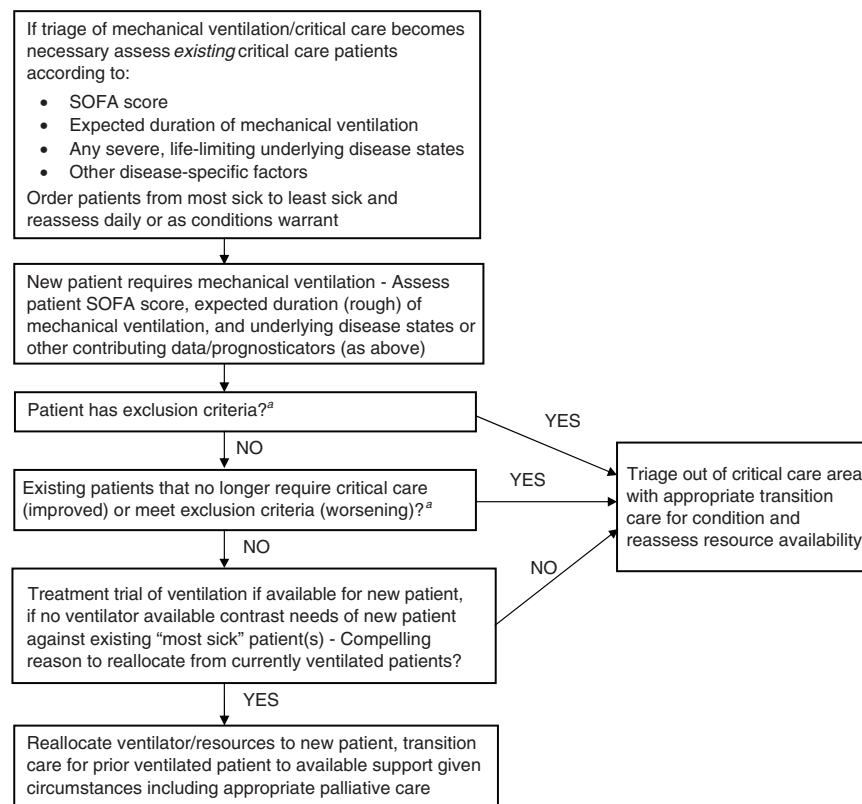 If triage of mechanical ventilation/critical care becomes
necessary assess existing critical care patients
according to:
• SOFA score
• Expected duration of mechanical ventilation
• Any severe, life-limiting underlying disease states
• Other disease-specific factors
Order patients from most sick to least sick and
reassess daily or as conditions warrant
New patient requires mechanical ventilation - Assess
patient SOFA score, expected duration (rough) of
mechanical ventilation, and underlying disease states or
other contributing data/prognosticators (as above)
Patient has exclusion criteria?a
YES
NO
Existing patients that no longer require critical care
(improved) or meet exclusion criteria (worsening)?a
YES
Triage out of critical care area
with appropriate transition
care for condition and
reassess resource availability
NO
NO
Treatment trial of ventilation if available for new patient,
if no ventilator available contrast needs of new patient
against existing “most sick” patient(s) - Compelling
reason to reallocate from currently ventilated patients?
YES
Reallocate ventilator/resources to new patient, transition
care for prior ventilated patient to available support given
circumstances including appropriate palliative care